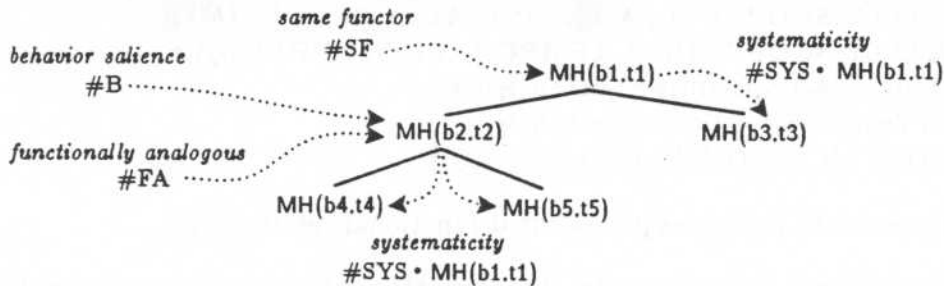 same functor
#SF
systematicity
#SYS • MH(b1.t1)
behavior salience
#B
MH(b1.t1)
MH(b2.t2)
MH(b3.t3)
functionally analogous
#FA
MH(b4.t4)
MH(b5.t5)
systematicity
#SYS • MH(b1.t1)